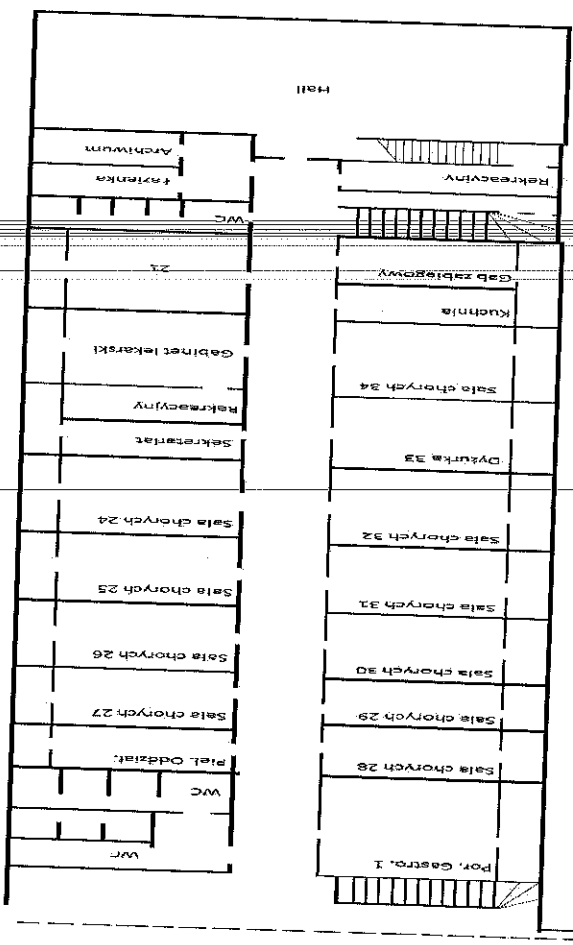 Por. Gastro. 1
Sala chorych 28
Sala chorych 29
Sala chorych 30
Sala chorych 31
Sala chorych 32
Dyżurka 33
Sala chorych 34
Kuchnia
Gab zabiegowy
Rekreacyjny
WC
WC
Piel. Oddział.
Sala chorych 27
Sala chorych 26
Sala chorych 25
Sala chorych 24
Sekretariat
Rekreacyjny
Gabinet lekarski
21
WC
Łazienka
Archiwum
Hall